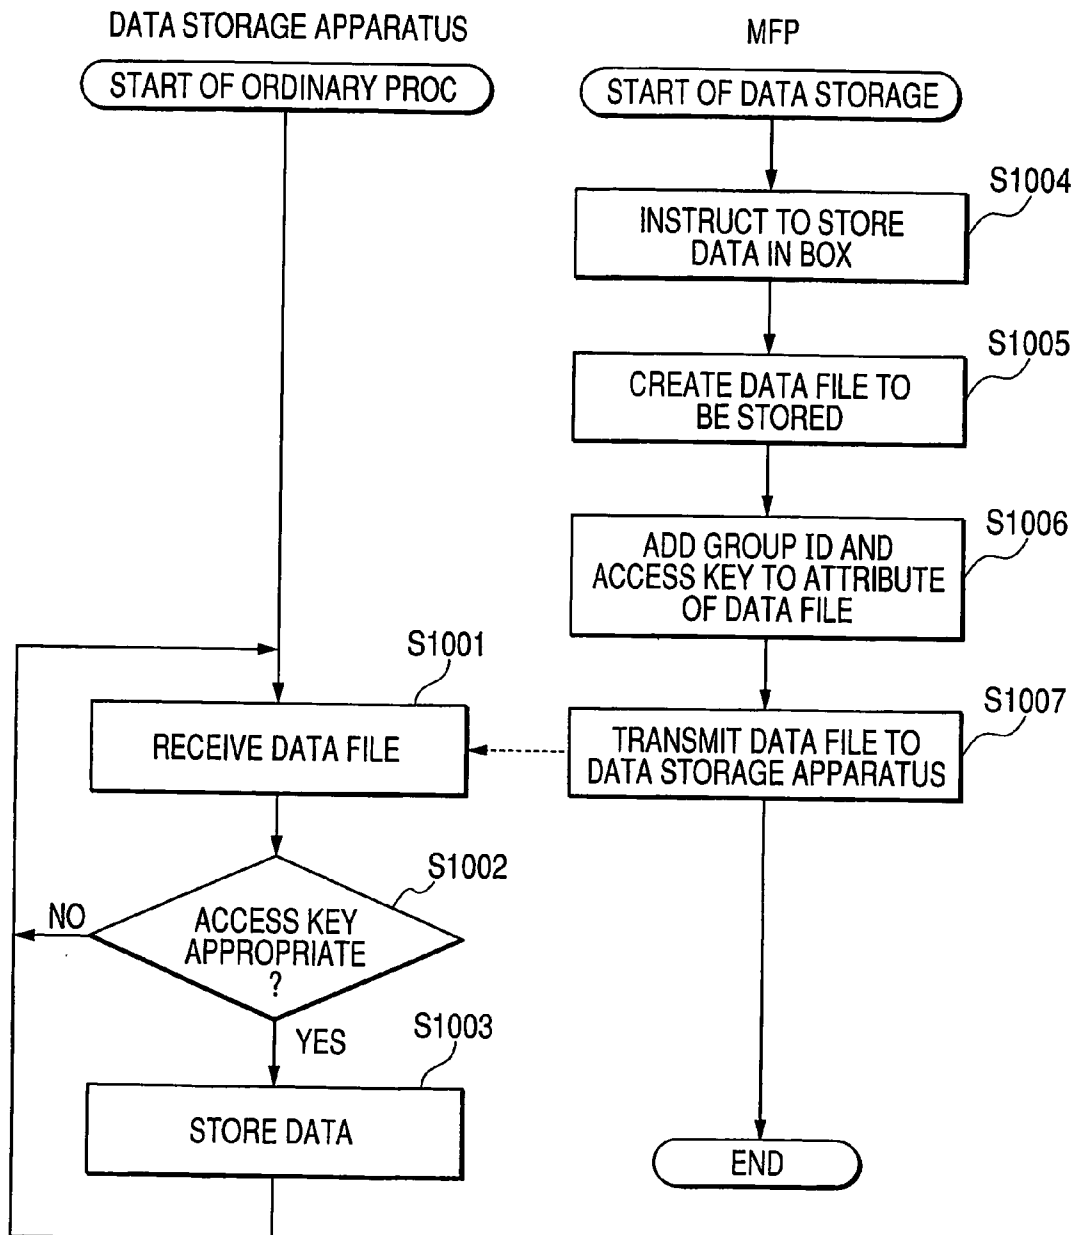 DATA STORAGE APPARATUS
START OF ORDINARY PROC
S1001
RECEIVE DATA FILE
S1002
ACCESS KEY
APPROPRIATE
?
NO
YES
S1003
STORE DATA
MFP
START OF DATA STORAGE
S1004
INSTRUCT TO STORE
DATA IN BOX
S1005
CREATE DATA FILE TO
BE STORED
S1006
ADD GROUP ID AND
ACCESS KEY TO ATTRIBUTE
OF DATA FILE
S1007
TRANSMIT DATA FILE TO
DATA STORAGE APPARATUS
END